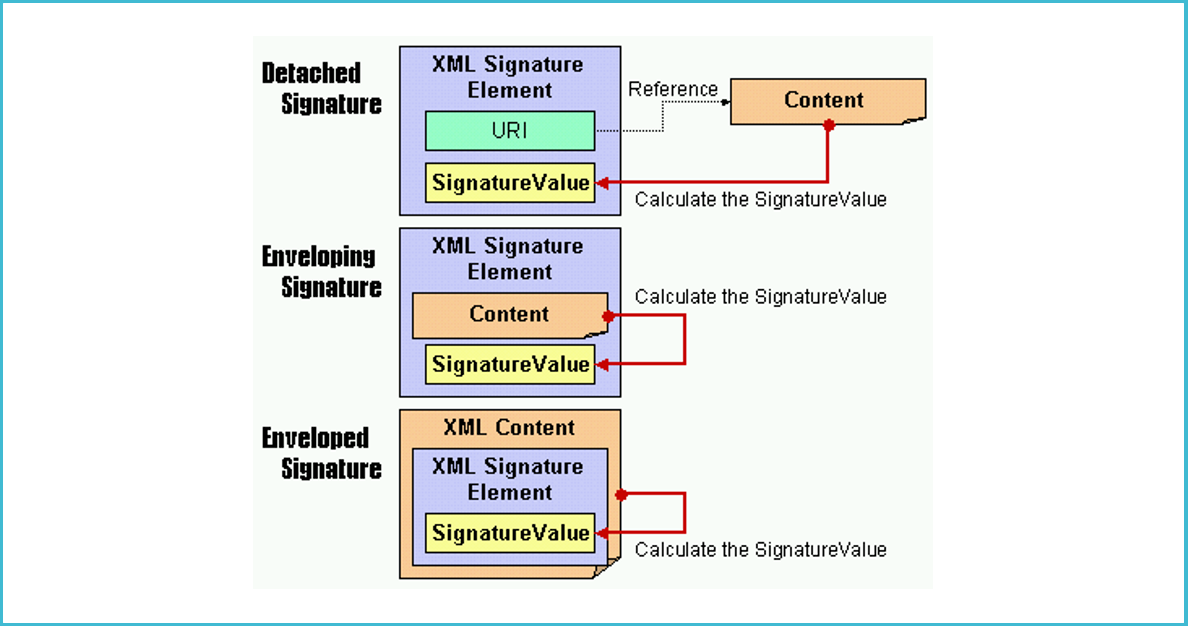 Detached
Signature
XML Signature
Element
URI
SignatureValue
Reference
Content
Calculate the SignatureValue
Enveloping
Signature
XML Signature
Element
Content
SignatureValue
Calculate the SignatureValue
Enveloped
Signature
XML Content
XML Signature
Element
SignatureValue
Calculate the SignatureValue